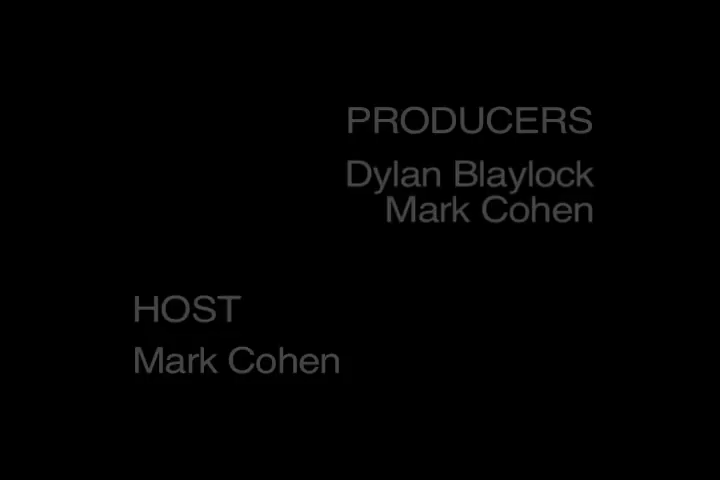 PRODUCERS
Dylan Blaylock
Mark Cohen
HOST
Mark Cohen